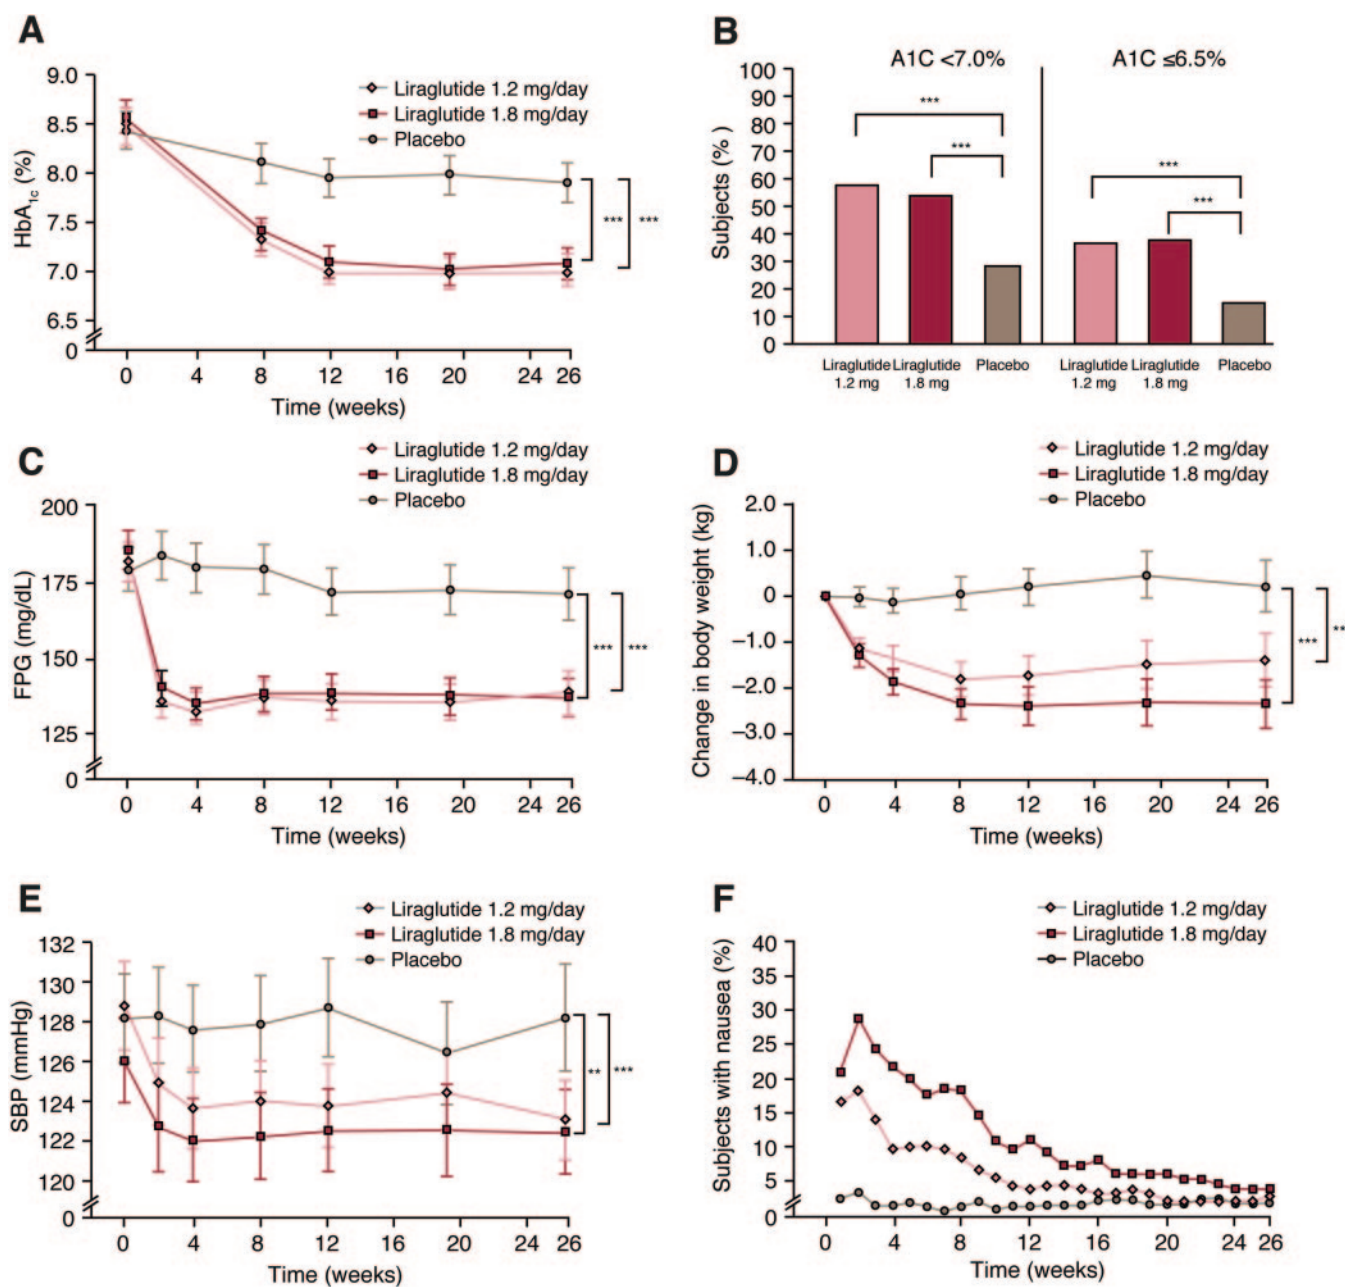 A
Liraglutide 1.2 mg/day
Liraglutide 1.8 mg/day
Placebo
HbA1c (%)
9.0
8.5
8.0
7.5
7.0
6.5
0
*** ***
0 4 8 12 16 20 24 26
Time (weeks)
B
A1C <7.0% A1C ≤6.5%
Subjects (%)
100
90
80
70
60
50
40
30
20
10
0
***
***
***
***
Liraglutide Liraglutide Placebo Liraglutide Liraglutide Placebo
1.2 mg 1.8 mg 1.2 mg 1.8 mg
C
Liraglutide 1.2 mg/day
Liraglutide 1.8 mg/day
Placebo
FPG (mg/dL)
200
175
150
125
0
*** ***
0 4 8 12 16 20 24 26
Time (weeks)
D
Liraglutide 1.2 mg/day
Liraglutide 1.8 mg/day
Placebo
Change in body weight (kg)
2.0
1.0
0
–1.0
–2.0
–3.0
–4.0
*** **
0 4 8 12 16 20 24 26
Time (weeks)
E
Liraglutide 1.2 mg/day
Liraglutide 1.8 mg/day
Placebo
SBP (mmHg)
132
130
128
126
124
122
120
0
** ***
0 4 8 12 16 20 24 26
Time (weeks)
F
Liraglutide 1.2 mg/day
Liraglutide 1.8 mg/day
Placebo
Subjects with nausea (%)
40
35
30
25
20
15
10
5
0
0 4 8 12 16 20 24 26
Time (weeks)